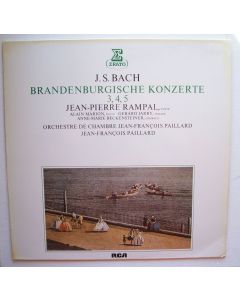 ERATO
J. S. BACH
BRANDENBURGISCHE KONZERTE
3, 4, 5
JEAN-PIERRE RAMPAL,
ALAIN MARION, GERARD JARRY,
ANNE-MARIE BECKENSTEINER,
ORCHESTRE DE CHAMBRE JEAN-FRANÇOIS PAILLARD
JEAN-FRANÇOIS PAILLARD
RCA